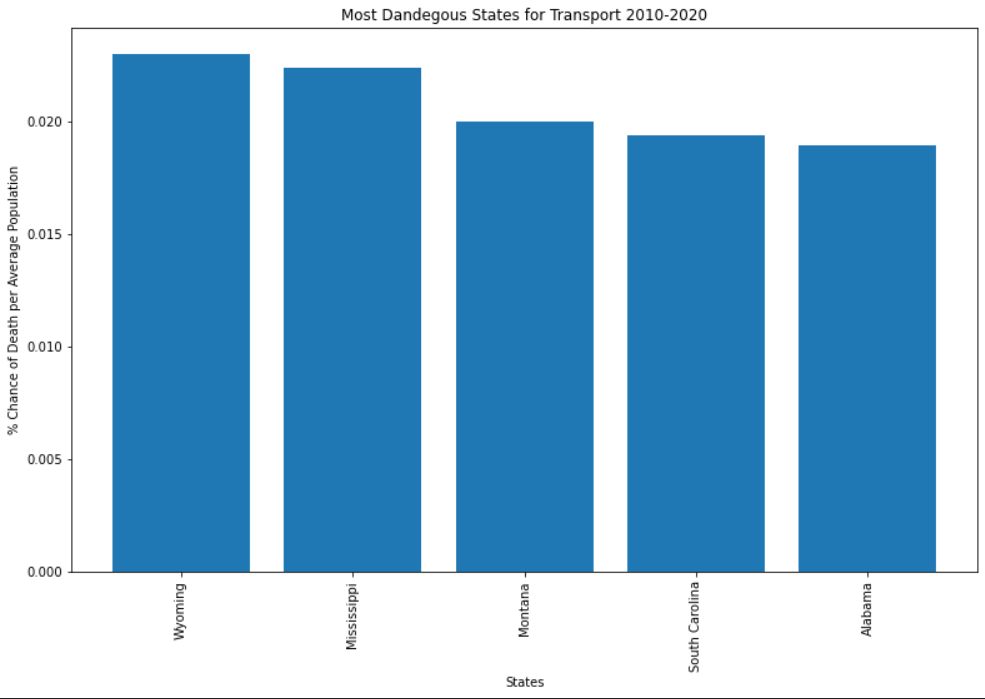 Most Dandegous States for Transport 2010-2020
% Chance of Death per Average Population
0.020
0.015
0.010
0.005
0.000
Wyoming
Mississippi
Montana
South Carolina
Alabama
States